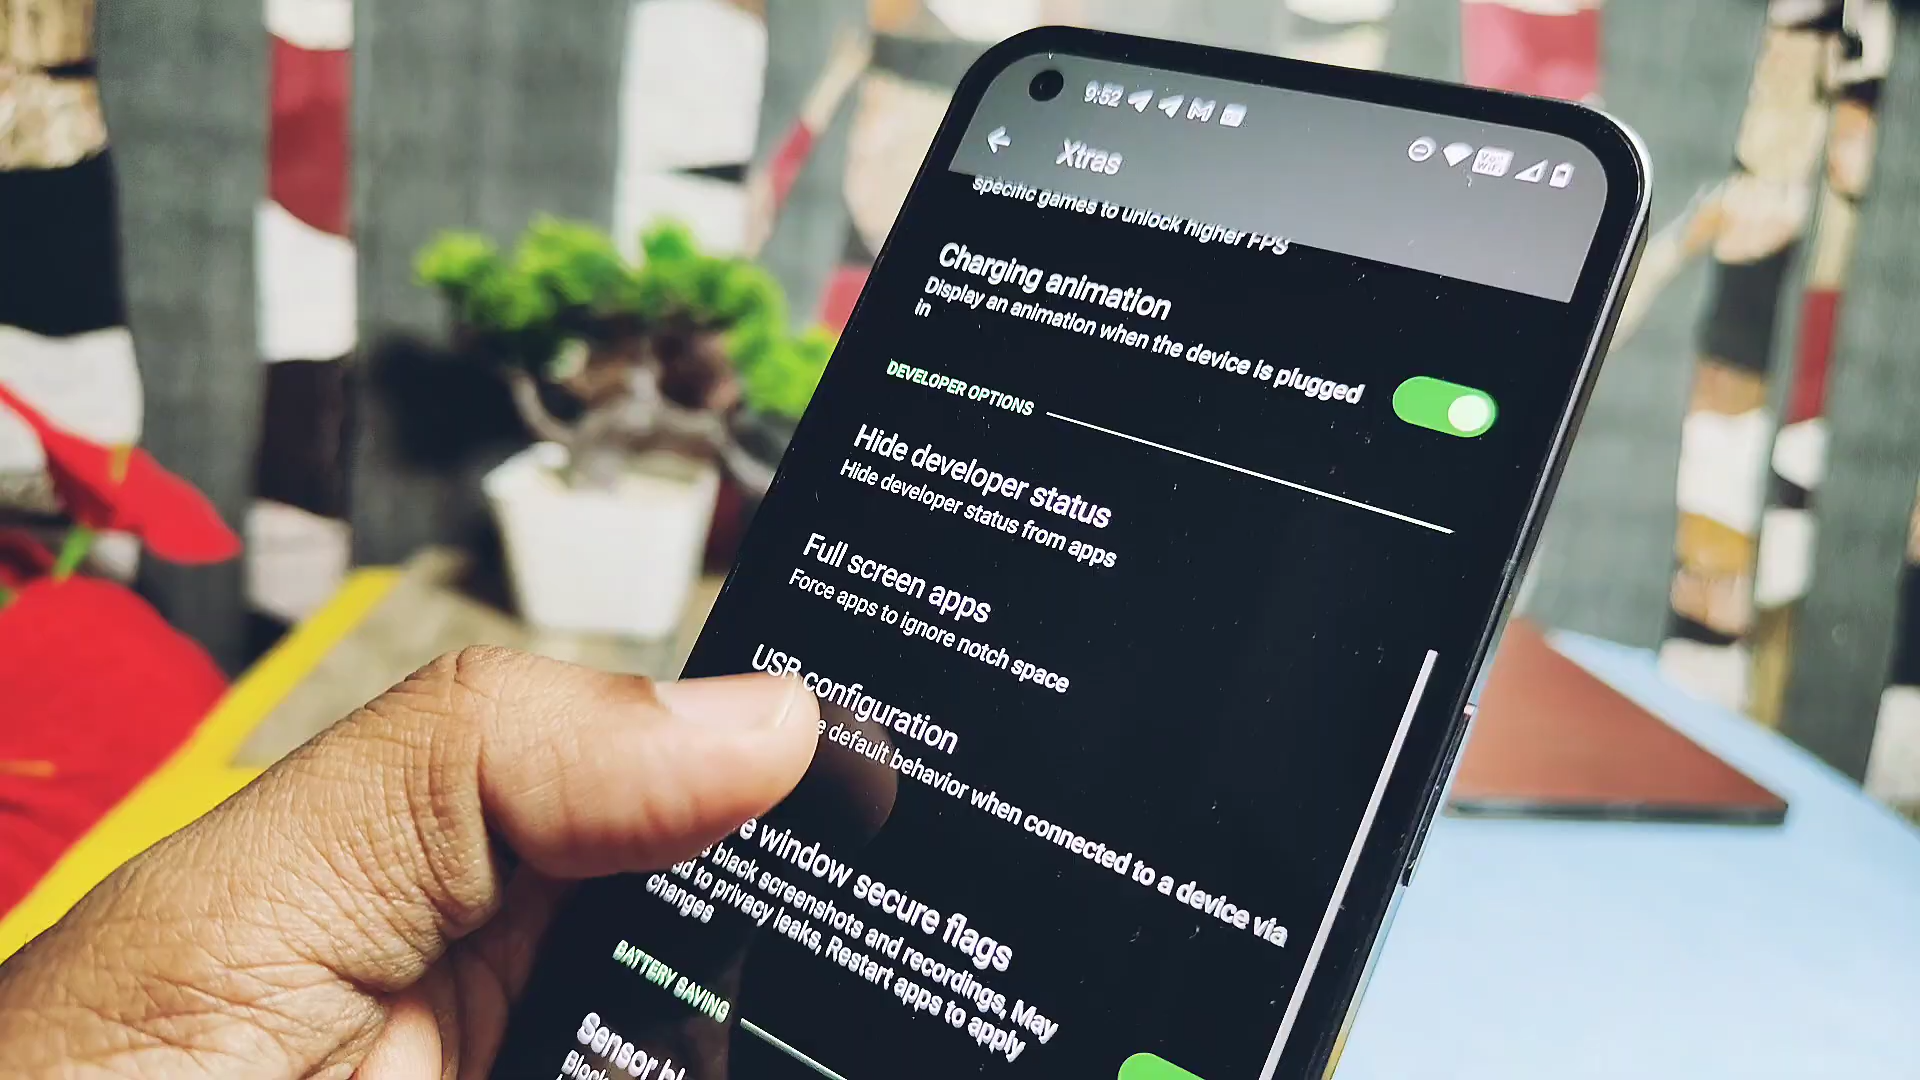 9:52
Xtras
VoWiFi
specific games to unlock higher FPS
Charging animation
Display an animation when the device is plugged
in
DEVELOPER OPTIONS
Hide developer status
Hide developer status from apps
Full screen apps
Force apps to ignore notch space
USB configuration
default behavior when connected to a device via
window secure flags
black screenshots and recordings, May
to privacy leaks, Restart apps to apply
changes
BATTERY SAVING
Sensor